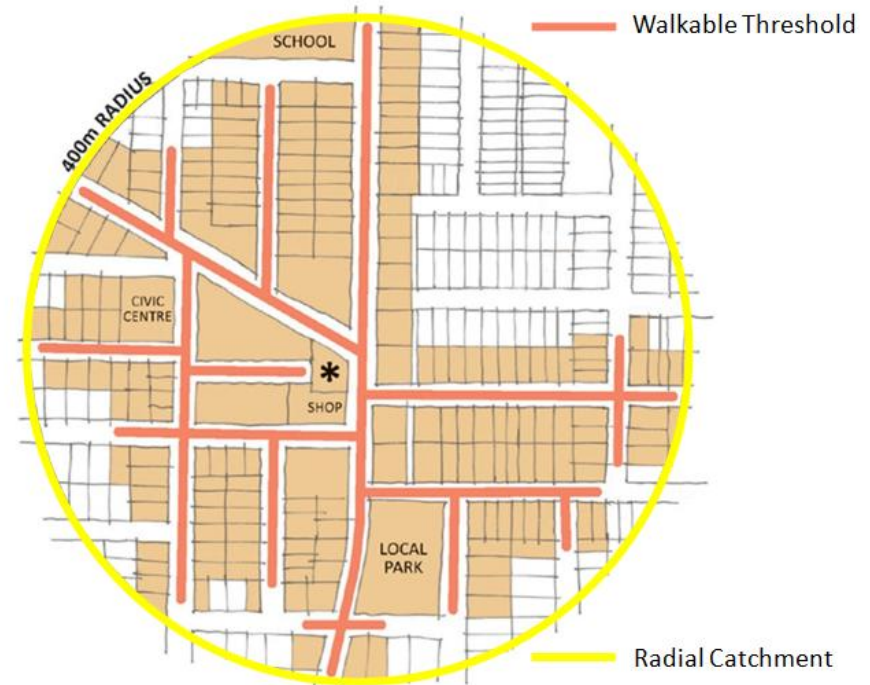 Walkable Threshold
SCHOOL
400m RADIUS
CIVIC
CENTRE
*
SHOP
LOCAL
PARK
Radial Catchment